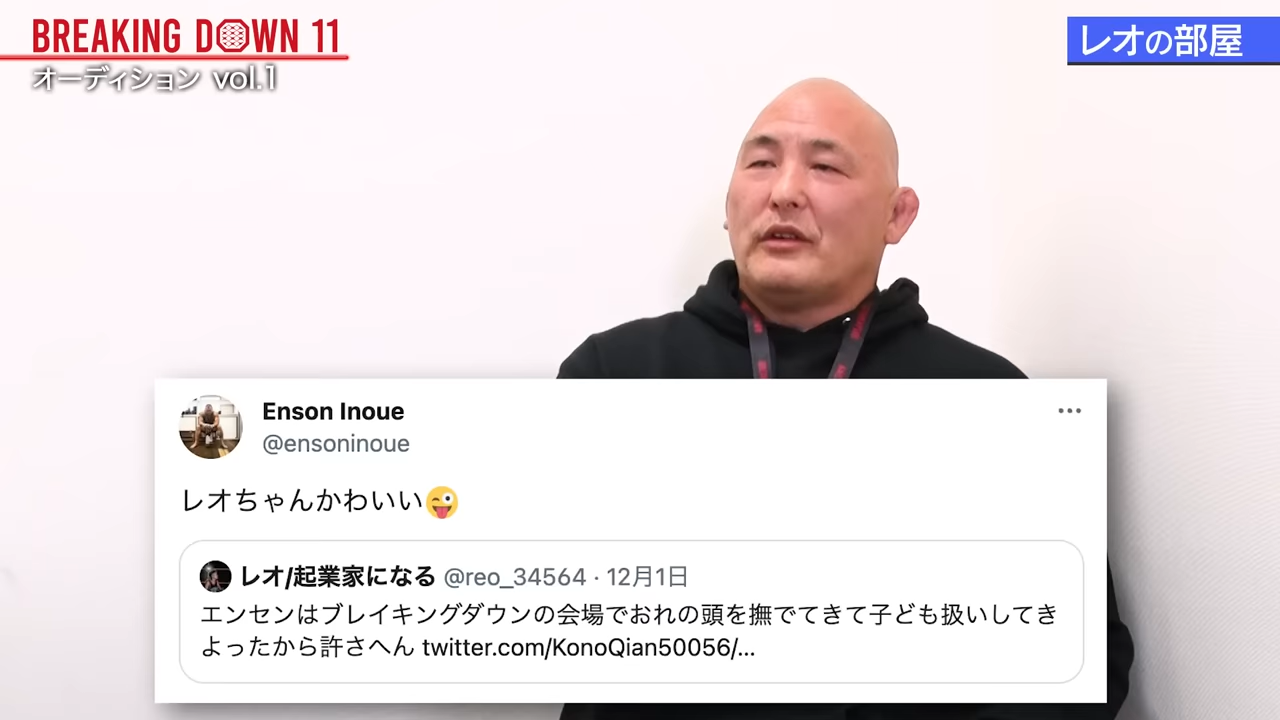 BREAKING DOWN 11
オーディション vol.1
レオの部屋
Enson Inoue
@ensoninoue
レオちゃんかわいい😜
レオ/起業家になる @reo_34564 · 12月1日
エンセンはブレイキングダウンの会場でおれの頭を撫でてきて子ども扱いしてき
よったから許さへん twitter.com/KonoQian50056/...